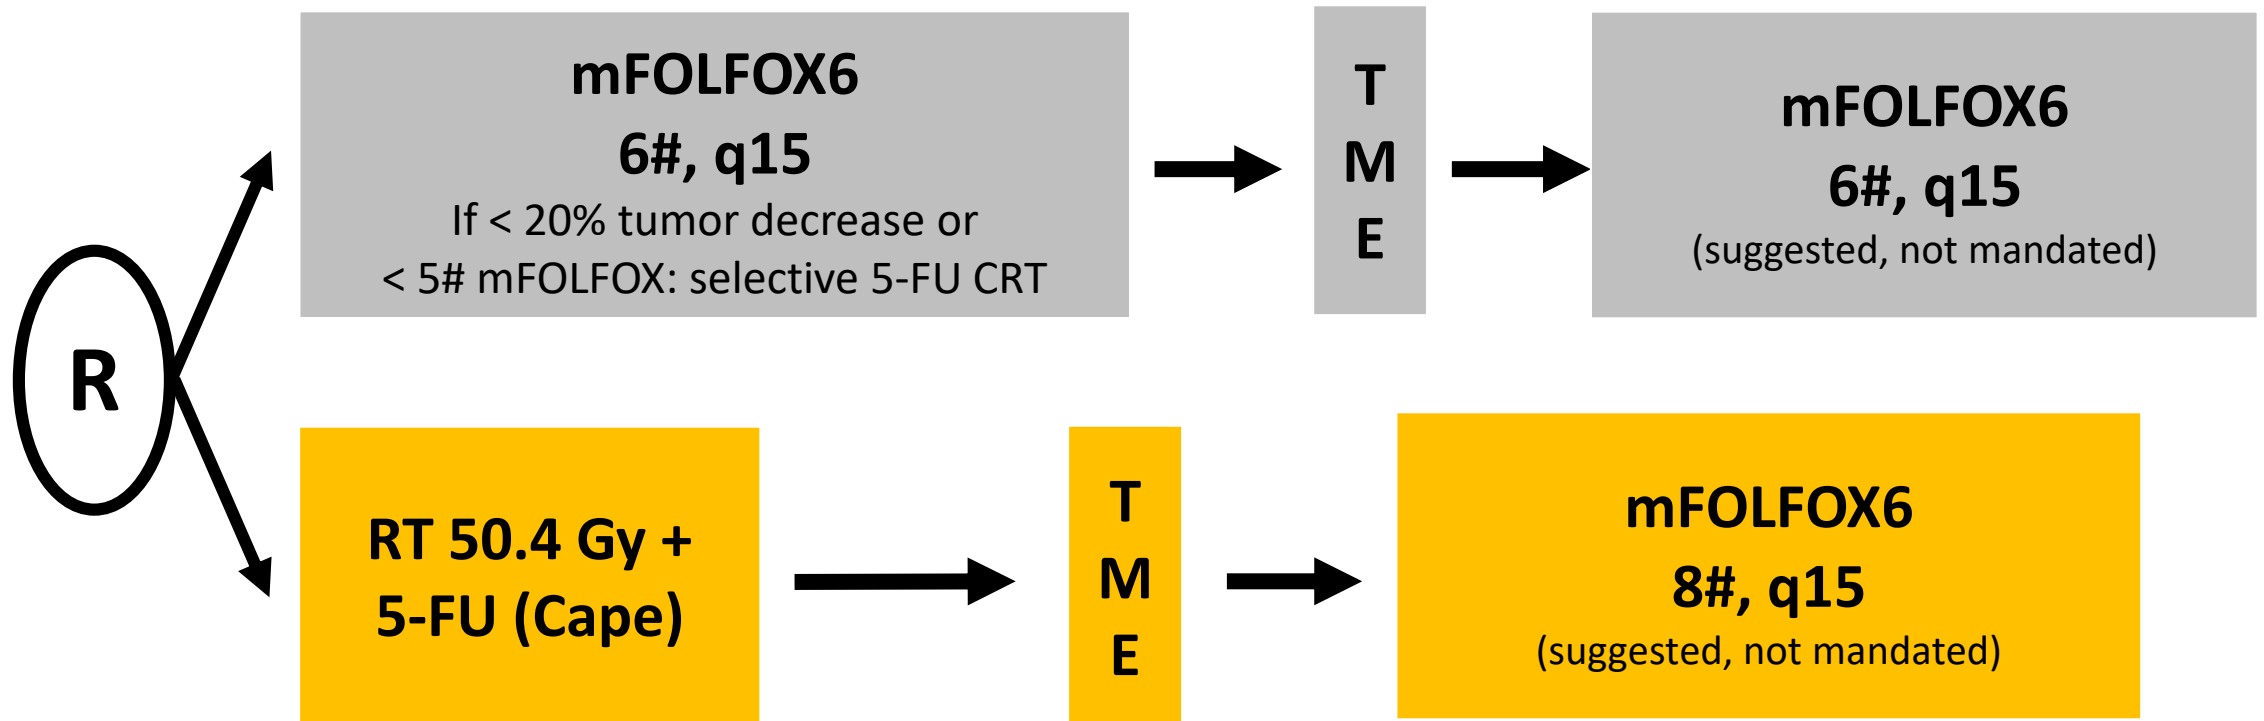 R
mFOLFOX6
6#, q15
If < 20% tumor decrease or
< 5# mFOLFOX: selective 5-FU CRT
T
M
E
mFOLFOX6
6#, q15
(suggested, not mandated)
RT 50.4 Gy +
5-FU (Cape)
T
M
E
mFOLFOX6
8#, q15
(suggested, not mandated)